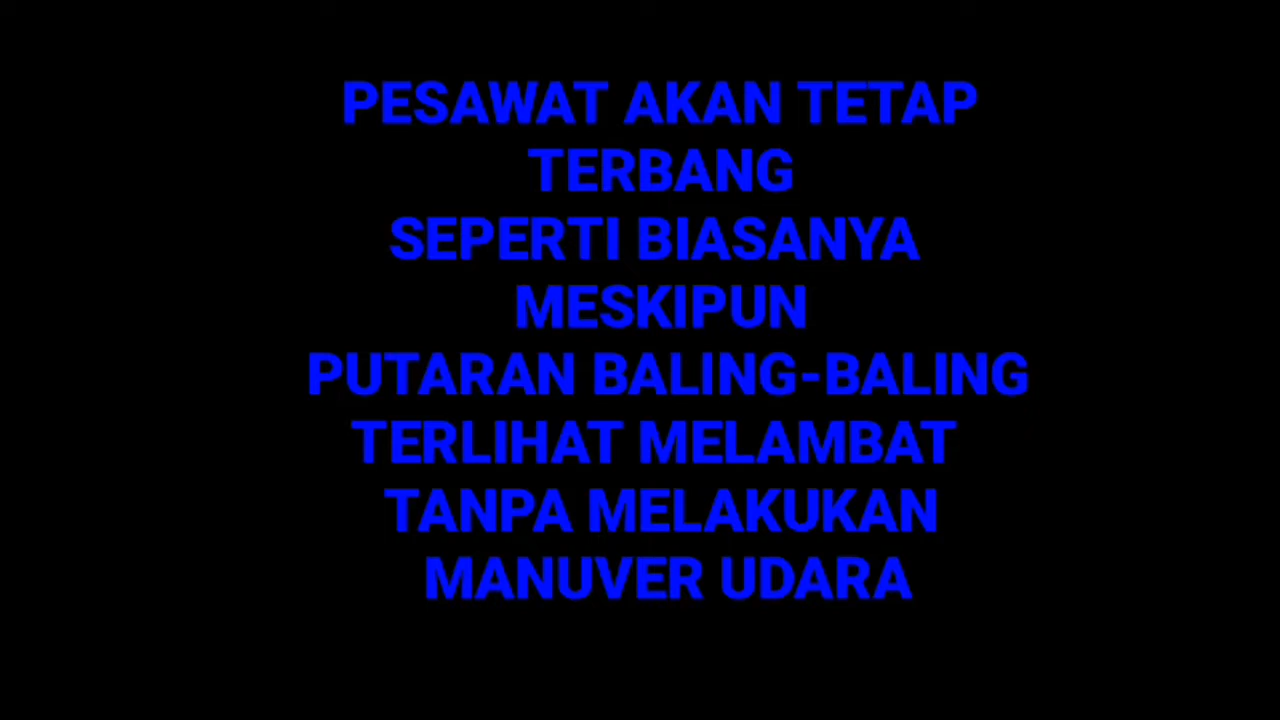 PESAWAT AKAN TETAP
TERBANG
SEPERTI BIASANYA
MESKIPUN
PUTARAN BALING-BALING
TERLIHAT MELAMBAT
TANPA MELAKUKAN
MANUVER UDARA